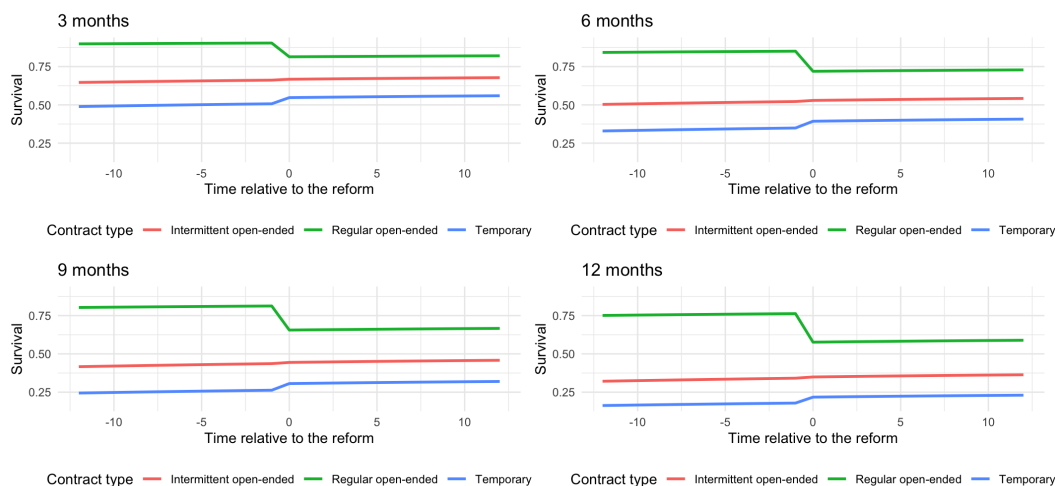 3 months
Survival
0.75
0.50
0.25
-10 -5 0 5 10
Time relative to the reform
Contract type Intermittent open-ended Regular open-ended Temporary
6 months
Survival
0.75
0.50
0.25
-10 -5 0 5 10
Time relative to the reform
Contract type Intermittent open-ended Regular open-ended Temporary
9 months
Survival
0.75
0.50
0.25
-10 -5 0 5 10
Time relative to the reform
Contract type Intermittent open-ended Regular open-ended Temporary
12 months
Survival
0.75
0.50
0.25
-10 -5 0 5 10
Time relative to the reform
Contract type Intermittent open-ended Regular open-ended Temporary